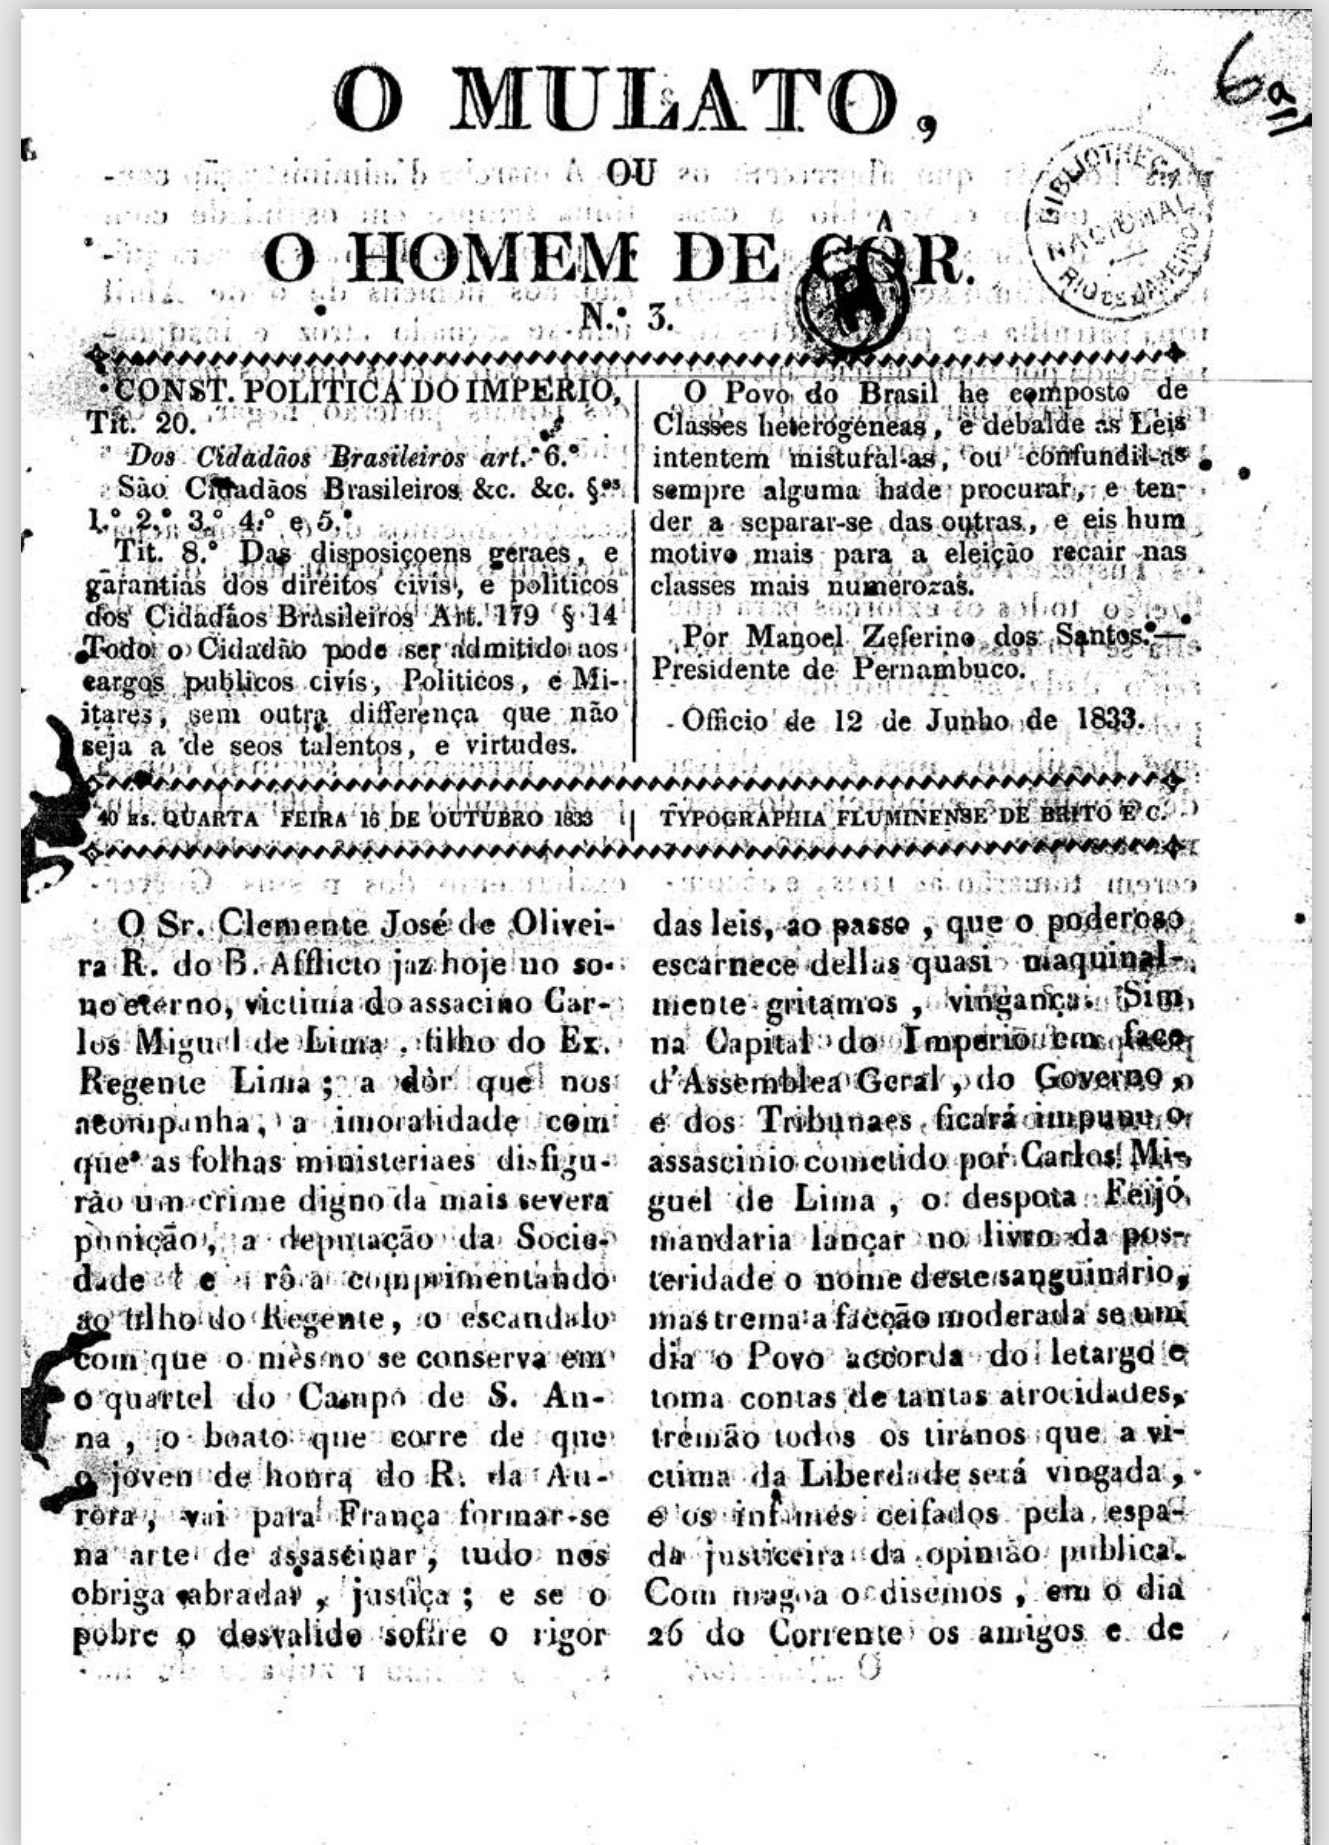 O MULATO,
OU
O HOMEM DE CÔR.
N.º 3.
6ª
BIBLIOTHECA
NACIONAL
RIO DE JANEIRO
CONST. POLITICA DO IMPERIO,
Tit. 20.
Dos Cidadãos Brasileiros art. 6.º
São Cidadãos Brasileiros &c. &c. §.ºs
1.º 2.º 3.º 4.º e 5.º
Tit. 8.º Das disposiçoens geraes, e
garantias dos direitos civis, e politicos
dos Cidadãos Brasileiros Art. 179 § 14
Todo o Cidadão pode ser admitido aos
cargos publicos civís, Politicos, e Mi-
itares, sem outra differença que não
seja a de seos talentos, e virtudes.
O Povo do Brasil he composto de
Classes heterogeneas, e debalde as Leis
intentem mistural-as, ou confundil-as
sempre alguma hade procurar, e ten-
der a separar-se das outras, e eis hum
motivo mais para a eleição recair nas
classes mais numerozas.
Por Manoel Zeferino dos Santos.—
Presidente de Pernambuco.
Officio de 12 de Junho de 1833.
40 rs. QUARTA FEIRA 16 DE OUTUBRO 1833
TYPOGRAPHIA FLUMINENSE DE BRITO E C.
O Sr. Clemente José de Olivei-
ra R. do B. Afflicto jaz hoje no so-
no eterno, victima do assacino Car-
los Miguel de Lima, filho do Ex.
Regente Lima; a dôr que nos
acompanha, a imoralidade com
que as folhas ministeriaes disfigu-
rão um crime digno da mais severa
punição, a deputação da Socie-
dade comprimentando
ao filho do Regente, o escandalo
com que o mesmo se conserva em
o quartel do Campo de S. An-
na, o boato que corre de que
o joven de honra do R. da Au-
rora, vai para França formar-se
na arte de assascinar, tudo nos
obriga abradar, justiça; e se o
pobre o desvalido soffre o rigor
das leis, ao passo, que o poderoso
escarnece dellas quasi maquinal-
mente gritamos, vingança. Sim,
na Capital do Imperio em face
d'Assemblea Geral, do Governo,
e dos Tribunaes ficará impune o
assascinio cometido por Carlos Mi-
guel de Lima, o despota Feijó
mandaria lançar no livro da pos-
teridade o nome deste sanguinario,
mas trema a facção moderada se um
dia o Povo accorda do letargo e
toma contas de tantas atrocidades,
tremão todos os tiranos que a vi-
ctima da Liberdade será vingada,
e os infames ceifados pela espa-
da justiceira da opinião publica.
Com magoa o disemos, em o dia
26 do Corrente os amigos e de